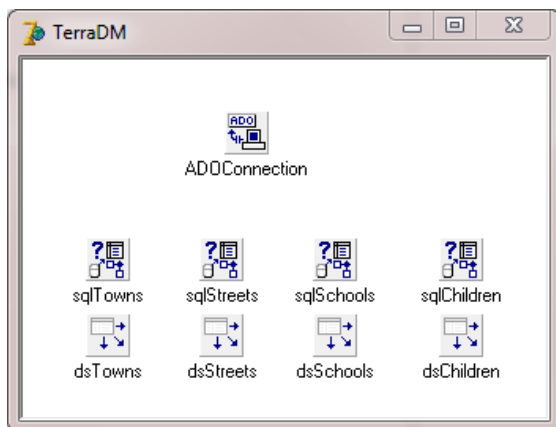 TerraDM
ADO
ADOConnection
sqlTowns sqlStreets sqlSchools sqlChildren
dsTowns dsStreets dsSchools dsChildren